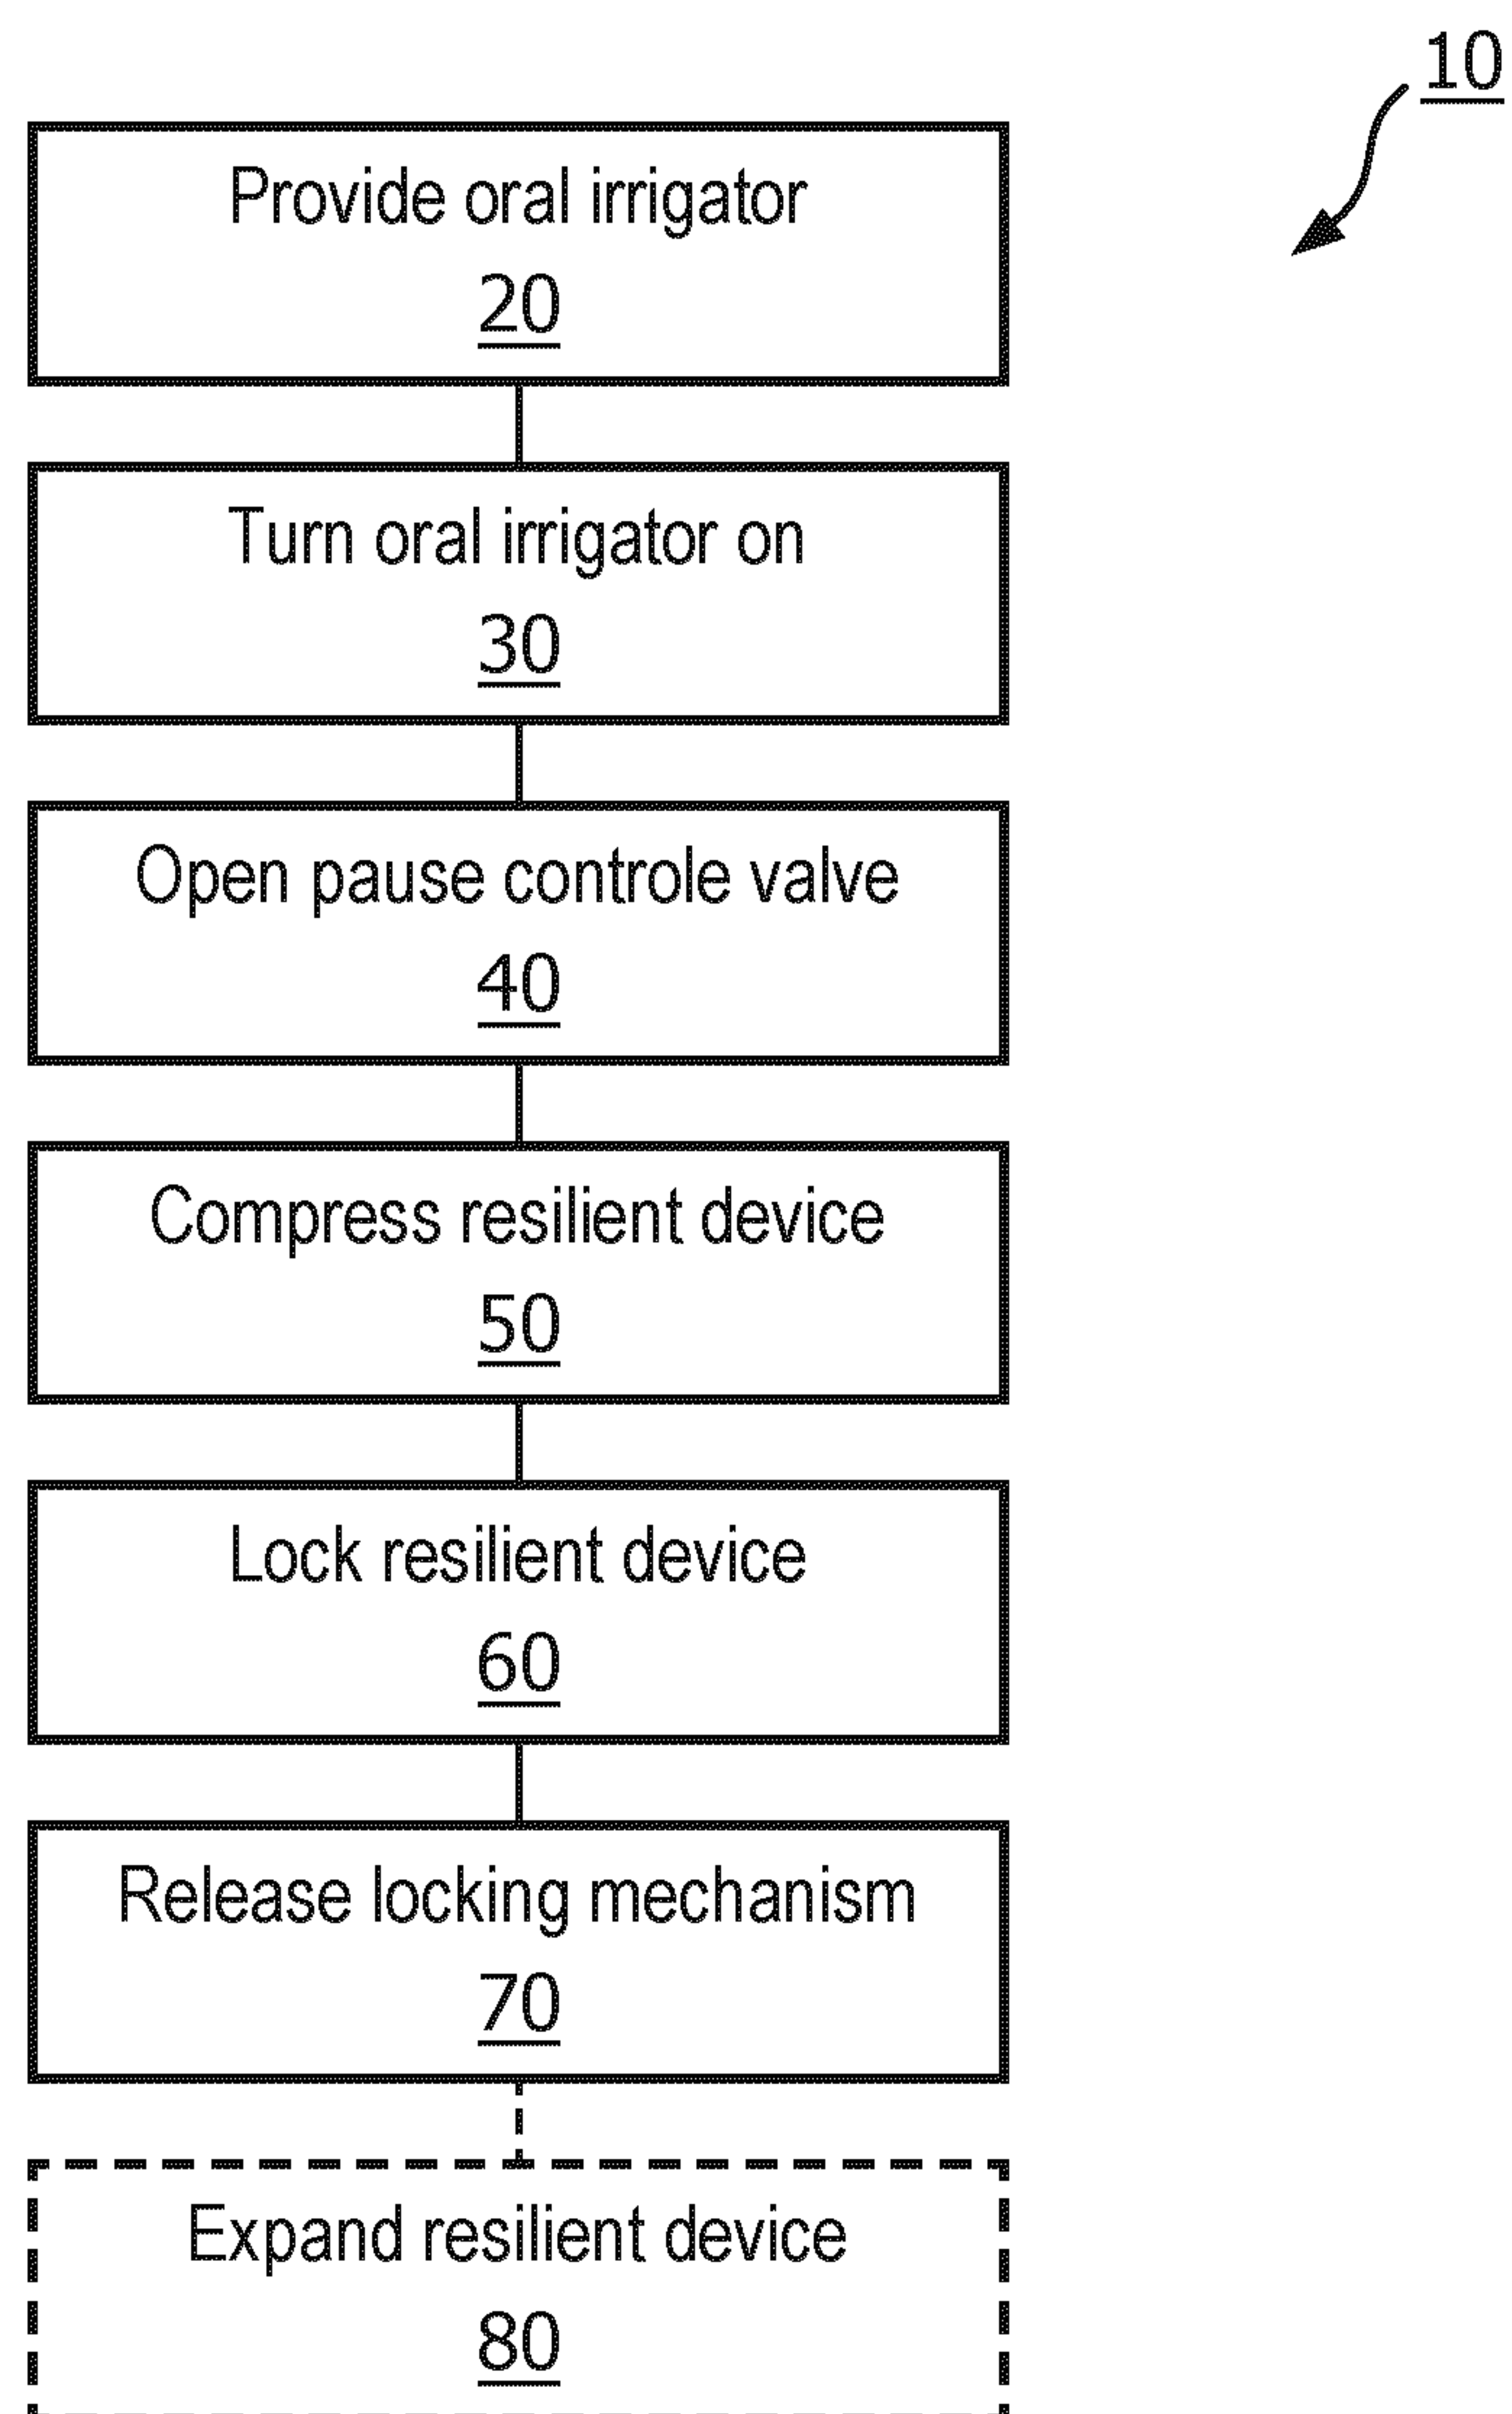 10
Provide oral irrigator
20
Turn oral irrigator on
30
Open pause controle valve
40
Compress resilient device
50
Lock resilient device
60
Release locking mechanism
70
Expand resilient device
80